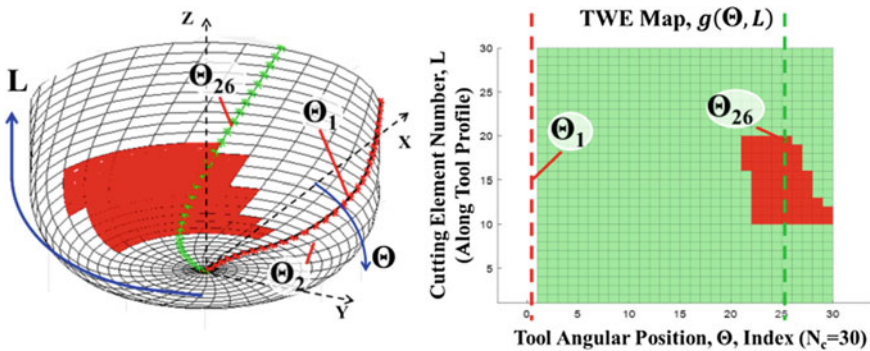 Z
L
Θ26
Θ1
X
Θ
Θ2
Y
TWE Map, g(Θ, L)
Cutting Element Number, L
(Along Tool Profile)
30
25
20
15
10
5
Θ1
Θ26
0
5
10
15
20
25
30
Tool Angular Position, Θ, Index (Nc=30)